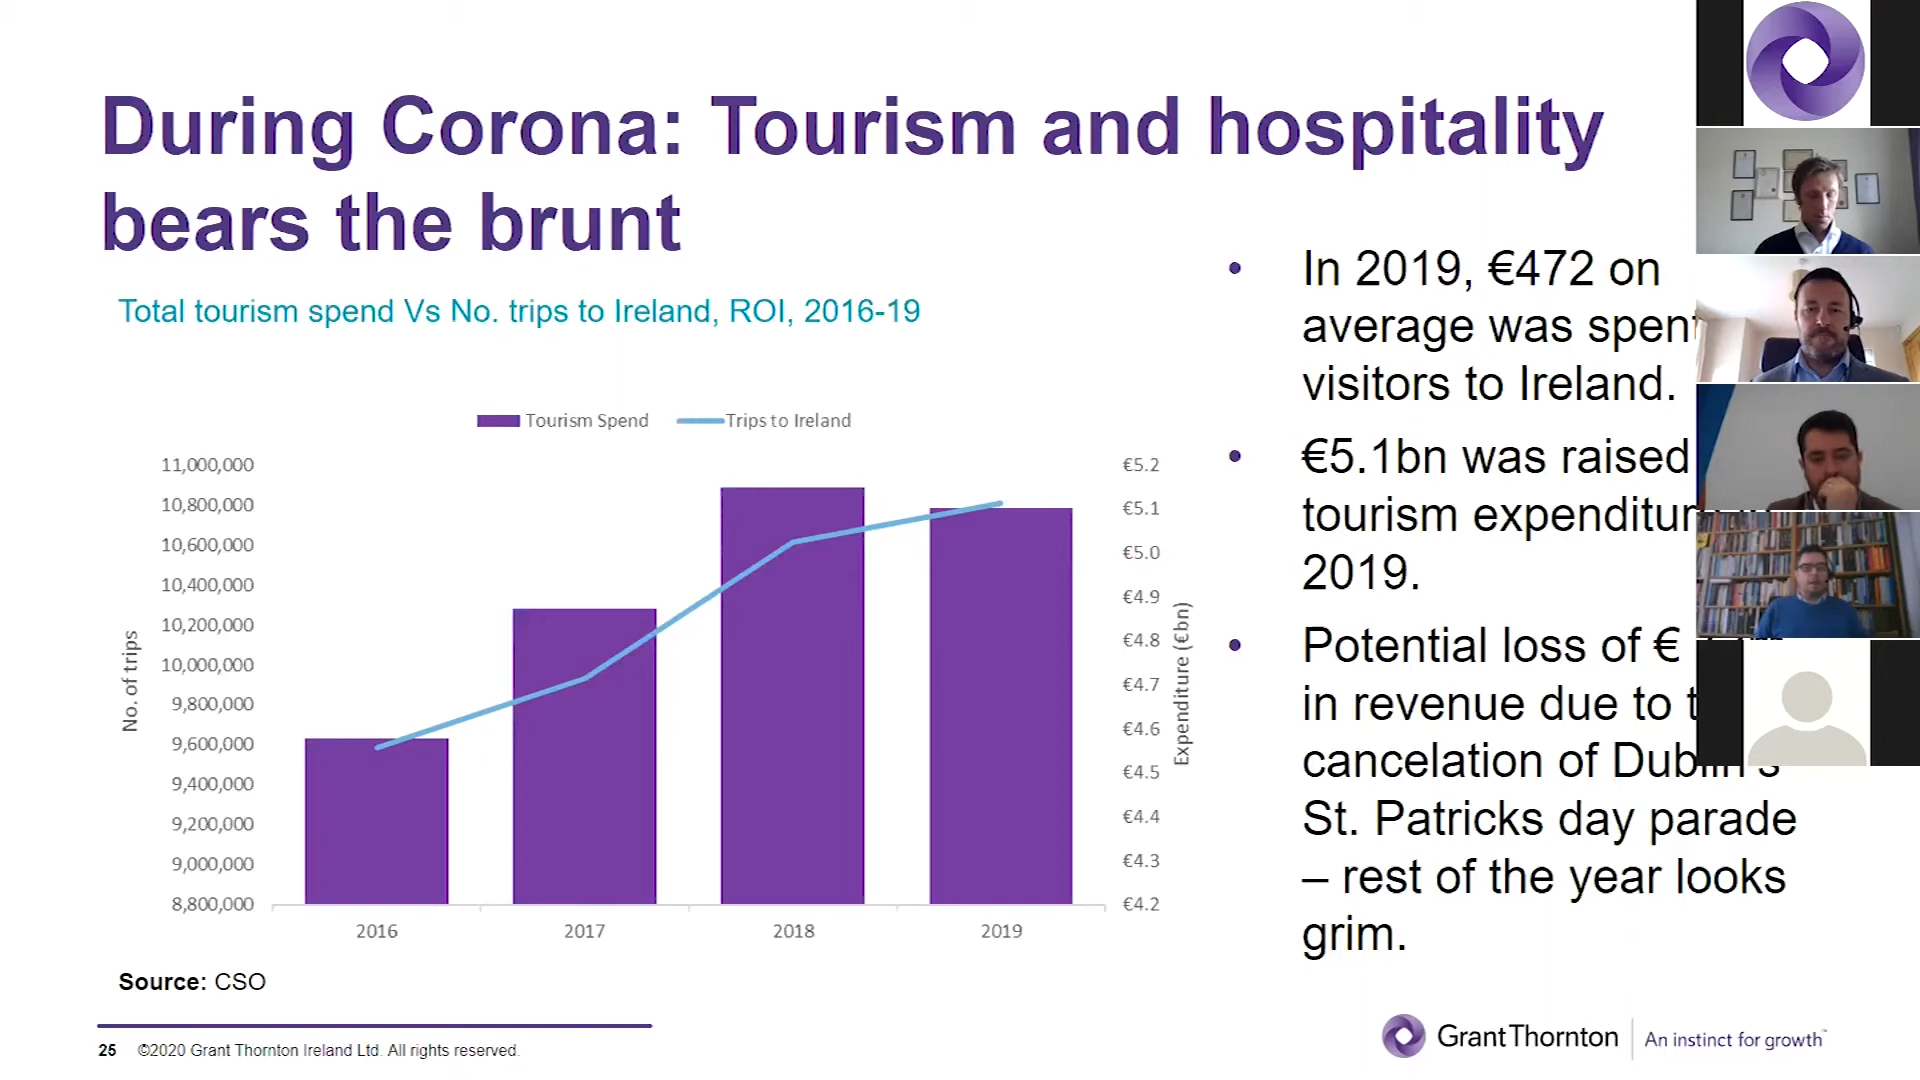 During Corona: Tourism and hospitality
bears the brunt
Total tourism spend Vs No. trips to Ireland, ROI, 2016-19
Tourism Spend
Trips to Ireland
No. of trips
11,000,000
10,800,000
10,600,000
10,400,000
10,200,000
10,000,000
9,800,000
9,600,000
9,400,000
9,200,000
9,000,000
8,800,000
2016
2017
2018
2019
€5.2
€5.1
€5.0
€4.9
€4.8
€4.7
€4.6
€4.5
€4.4
€4.3
€4.2
Expenditure (€bn)
Source: CSO
• In 2019, €472 on
average was spent
visitors to Ireland.
• €5.1bn was raised
tourism
2019.
• Potential loss of €
in revenue due to
cancelation of Dublin's
St. Patricks day parade
– rest of the year looks
grim.
25 ©2020 Grant Thornton Ireland Ltd. All rights reserved.
Grant Thornton
An instinct for growth™